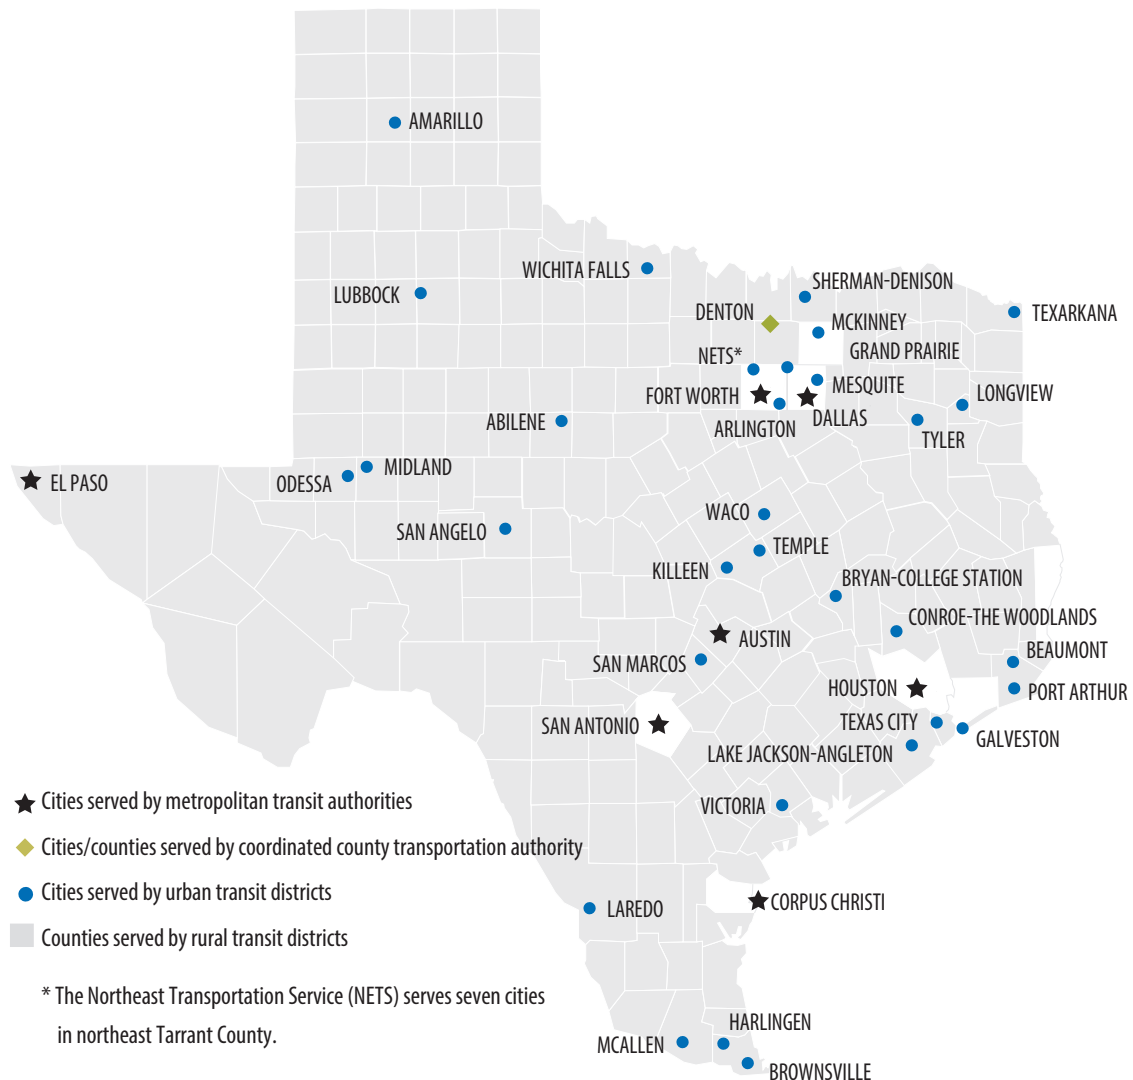 AMARILLO
WICHITA FALLS
SHERMAN-DENISON
LUBBOCK
DENTON
TEXARKANA
MCKINNEY
GRAND PRAIRIE
NETS*
MESQUITE
FORT WORTH
LONGVIEW
DALLAS
ABILENE
ARLINGTON
TYLER
MIDLAND
EL PASO
ODESSA
WACO
SAN ANGELO
TEMPLE
KILLEEN
BRYAN-COLLEGE STATION
CONROE-THE WOODLANDS
AUSTIN
BEAUMONT
SAN MARCOS
HOUSTON
PORT ARTHUR
TEXAS CITY
SAN ANTONIO
GALVESTON
LAKE JACKSON-ANGLETON
VICTORIA
CORPUS CHRISTI
LAREDO
HARLINGEN
MCALLEN
BROWNSVILLE
Cities served by metropolitan transit authorities
Cities/counties served by coordinated county transportation authority
Cities served by urban transit districts
Counties served by rural transit districts
* The Northeast Transportation Service (NETS) serves seven cities
in northeast Tarrant County.